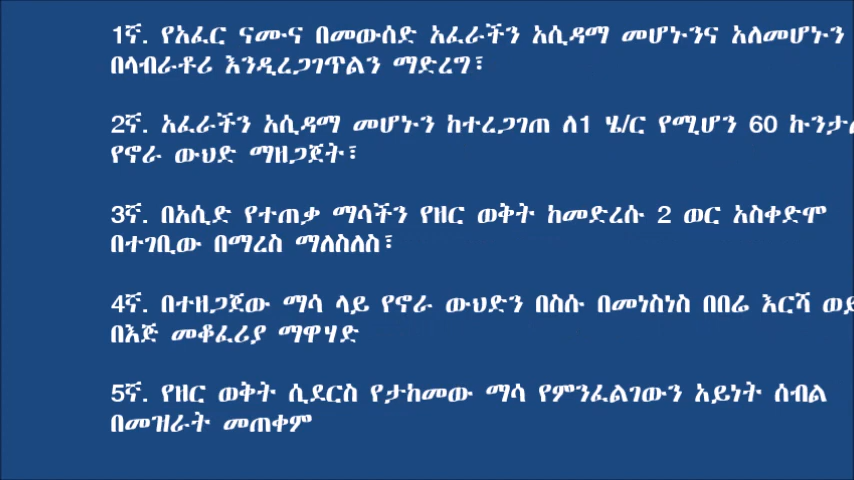 1ኛ. የአፈር ናሙና በመውሰድ አፈራችን አሲዳማ መሆኑንና አለመሆኑን
በላብራቶሪ እንዲረጋገጥልን ማድረግ፣
2ኛ. አፈራችን አሲዳማ መሆኑን ከተረጋገጠ ለ1 ሄ/ር የሚሆን 60
የኖራ ውህድ ማዘጋጀት፣
3ኛ. በአሲድ የተጠቃ ማሳችን የዘር ወቅት ከመድረሱ 2 ወር አስቀድሞ
በተገቢው በማረስ ማለስለስ፣
4ኛ. በተዘጋጀው ማሳ ላይ የኖራ ውህድን በስሱ በመነስነስ በበሬ እርሻ
በእጅ መቆፈሪያ ማዋሃድ
5ኛ. የዘር ወቅት ሲደርስ የታከመው ማሳ የምንፈልገውን አይነት ሰብል
በመዝራት መጠቀም